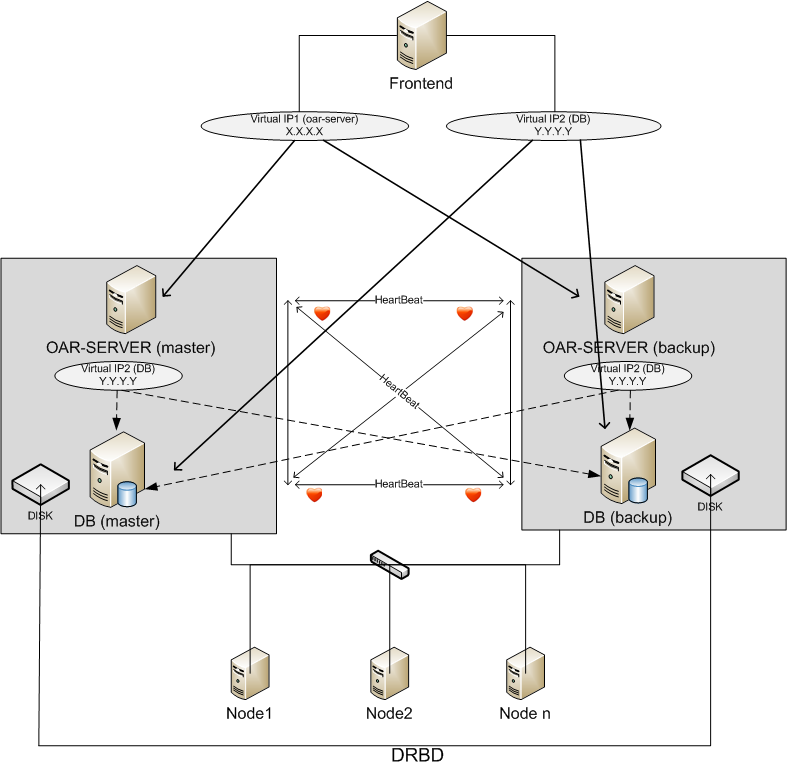 Frontend
Virtual IP1 (oar-server)
X.X.X.X
Virtual IP2 (DB)
Y.Y.Y.Y
HeartBeat
OAR-SERVER (master)
OAR-SERVER (backup)
Virtual IP2 (DB)
Y.Y.Y.Y
Virtual IP2 (DB)
Y.Y.Y.Y
HeartBeat
HeartBeat
DISK
DB (master)
DB (backup)
DISK
Node1
Node2
Node n
DRBD